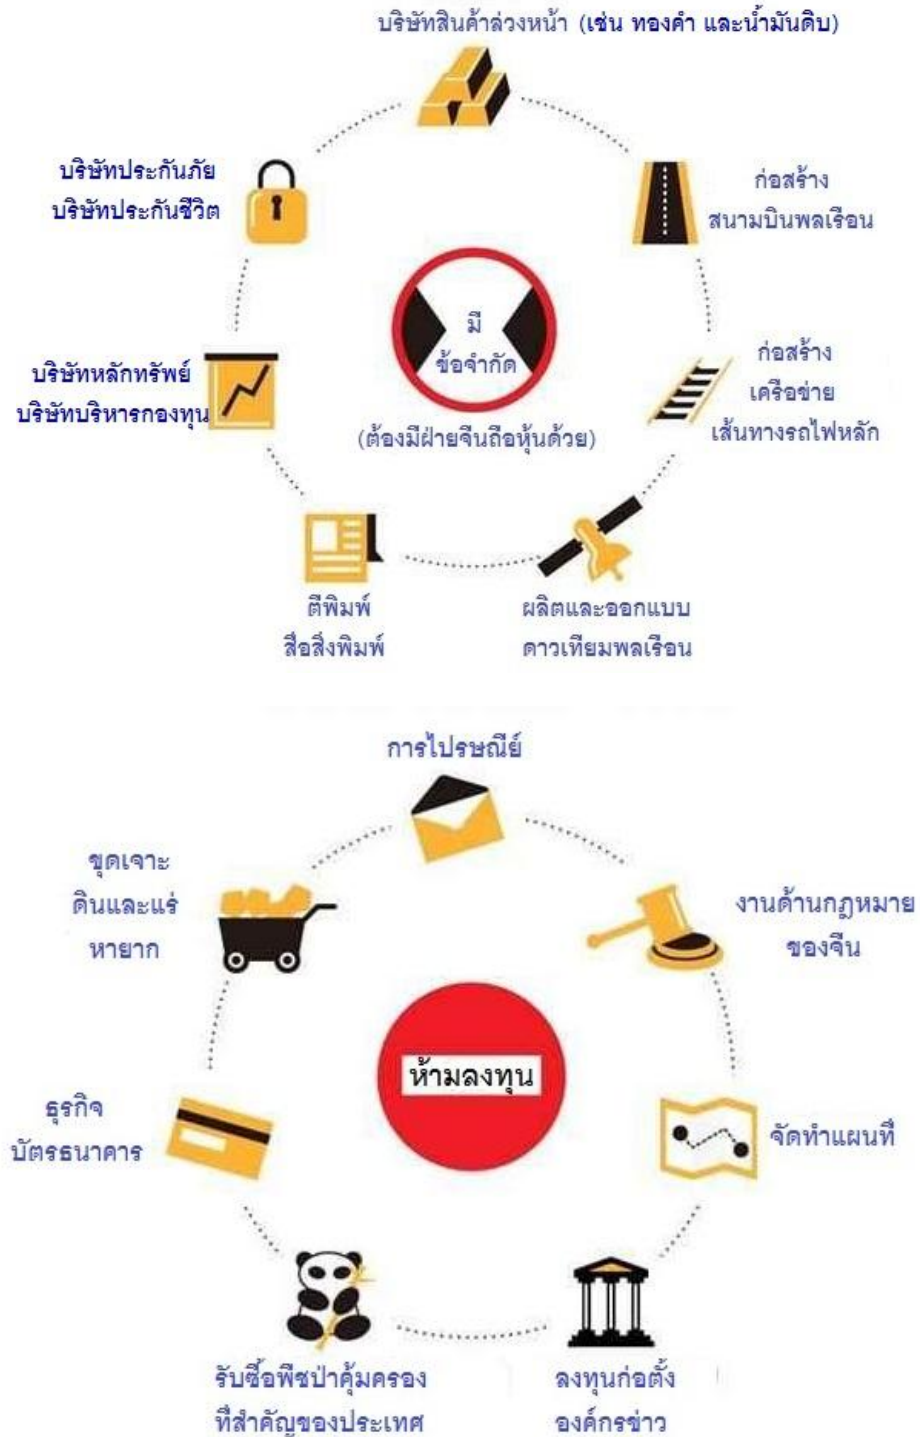 บริษัทสินค้าล่วงหน้า (เช่น ทองคำ และน้ำมันดิบ)
บริษัทประกันภัย
บริษัทประกันชีวิต
ก่อสร้าง
สนามบินพลเรือน
บริษัทหลักทรัพย์
บริษัทบริหารกองทุน
มี
ข้อจำกัด
(ต้องมีฝ่ายจีนถือหุ้นด้วย)
ก่อสร้าง
เครือข่าย
เส้นทางรถไฟหลัก
ตีพิมพ์
สื่อสิ่งพิมพ์
ผลิตและออกแบบ
ดาวเทียมพลเรือน
การไปรษณีย์
ขุดเจาะ
ดินและแร่
หายาก
งานด้านกฎหมาย
ของจีน
ห้ามลงทุน
ธุรกิจ
บัตรธนาคาร
จัดทำแผนที่
รับซื้อพืชป่าคุ้มครอง
ที่สำคัญของประเทศ
ลงทุนก่อตั้ง
องค์กรข่าว